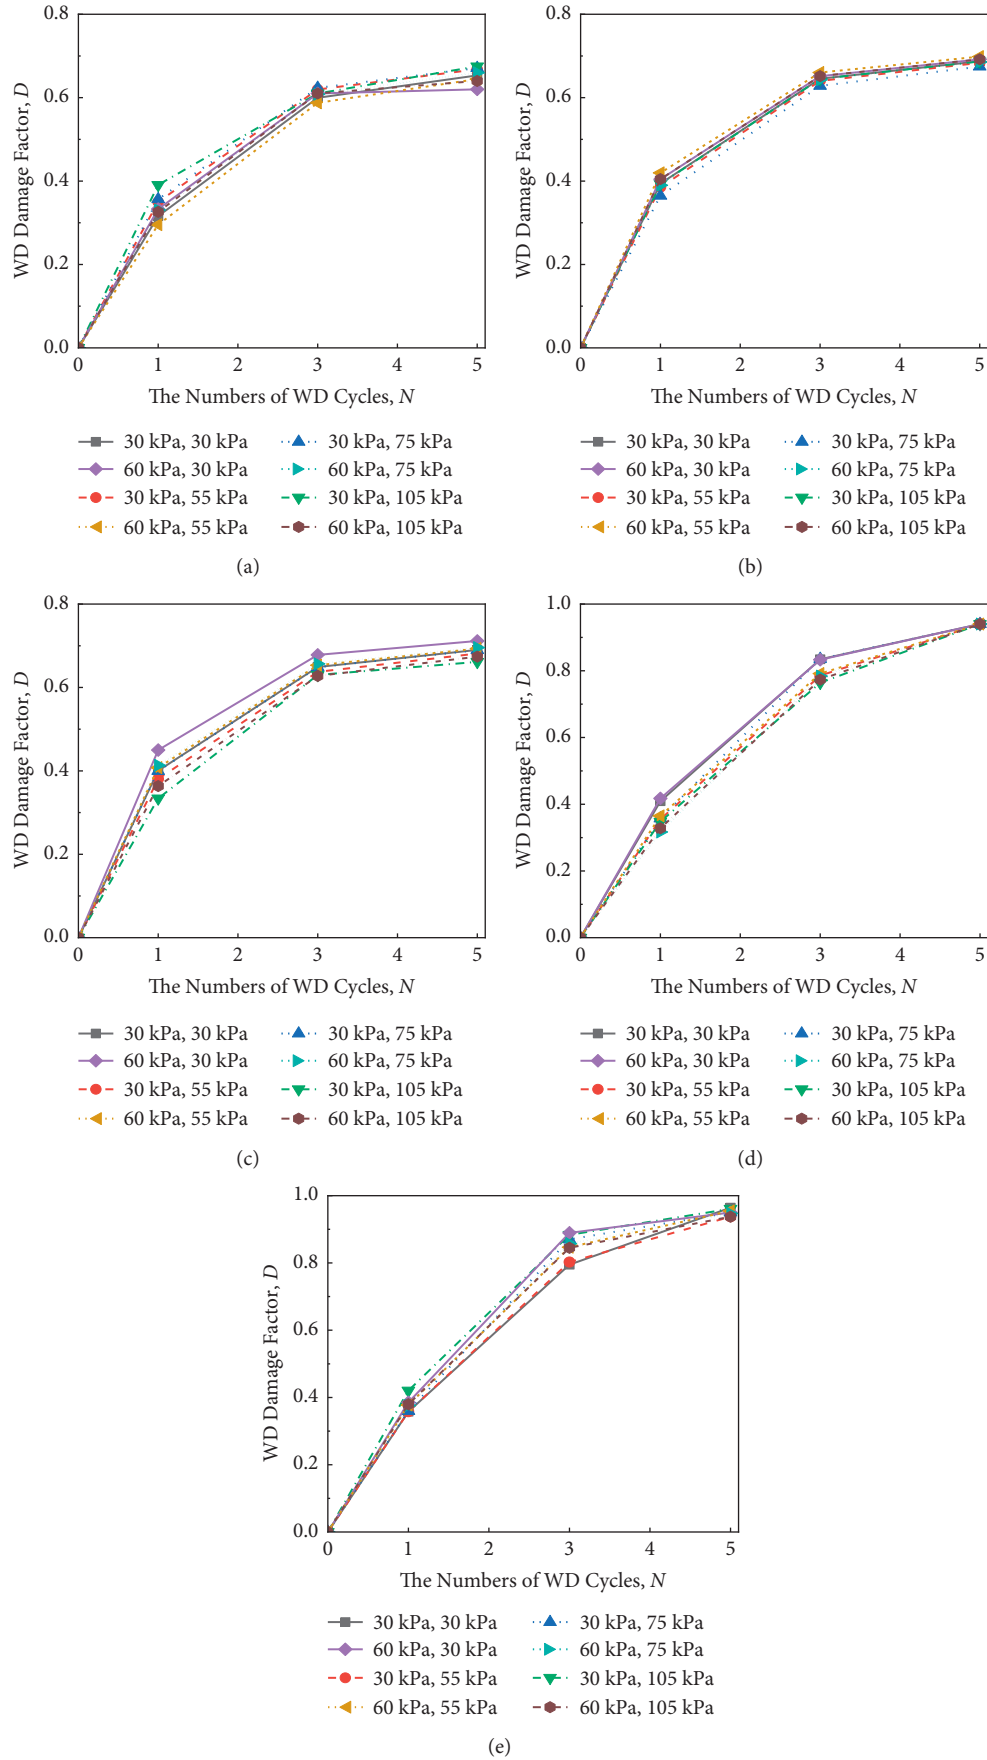 0.8
0.6
0.4
0.2
0.0
WD Damage Factor, D
0 1 2 3 4 5
The Numbers of WD Cycles, N
30 kPa, 30 kPa
60 kPa, 30 kPa
30 kPa, 55 kPa
60 kPa, 55 kPa
30 kPa, 75 kPa
60 kPa, 75 kPa
30 kPa, 105 kPa
60 kPa, 105 kPa
(a)
0.8
0.6
0.4
0.2
0.0
WD Damage Factor, D
0 1 2 3 4 5
The Numbers of WD Cycles, N
30 kPa, 30 kPa
60 kPa, 30 kPa
30 kPa, 55 kPa
60 kPa, 55 kPa
30 kPa, 75 kPa
60 kPa, 75 kPa
30 kPa, 105 kPa
60 kPa, 105 kPa
(b)
0.8
0.6
0.4
0.2
0.0
WD Damage Factor, D
0 1 2 3 4 5
The Numbers of WD Cycles, N
30 kPa, 30 kPa
60 kPa, 30 kPa
30 kPa, 55 kPa
60 kPa, 55 kPa
30 kPa, 75 kPa
60 kPa, 75 kPa
30 kPa, 105 kPa
60 kPa, 105 kPa
(c)
1.0
0.8
0.6
0.4
0.2
0.0
WD Damage Factor, D
0 1 2 3 4 5
The Numbers of WD Cycles, N
30 kPa, 30 kPa
60 kPa, 30 kPa
30 kPa, 55 kPa
60 kPa, 55 kPa
30 kPa, 75 kPa
60 kPa, 75 kPa
30 kPa, 105 kPa
60 kPa, 105 kPa
(d)
1.0
0.8
0.6
0.4
0.2
0.0
WD Damage Factor, D
0 1 2 3 4 5
The Numbers of WD Cycles, N
30 kPa, 30 kPa
60 kPa, 30 kPa
30 kPa, 55 kPa
60 kPa, 55 kPa
30 kPa, 75 kPa
60 kPa, 75 kPa
30 kPa, 105 kPa
60 kPa, 105 kPa
(e)